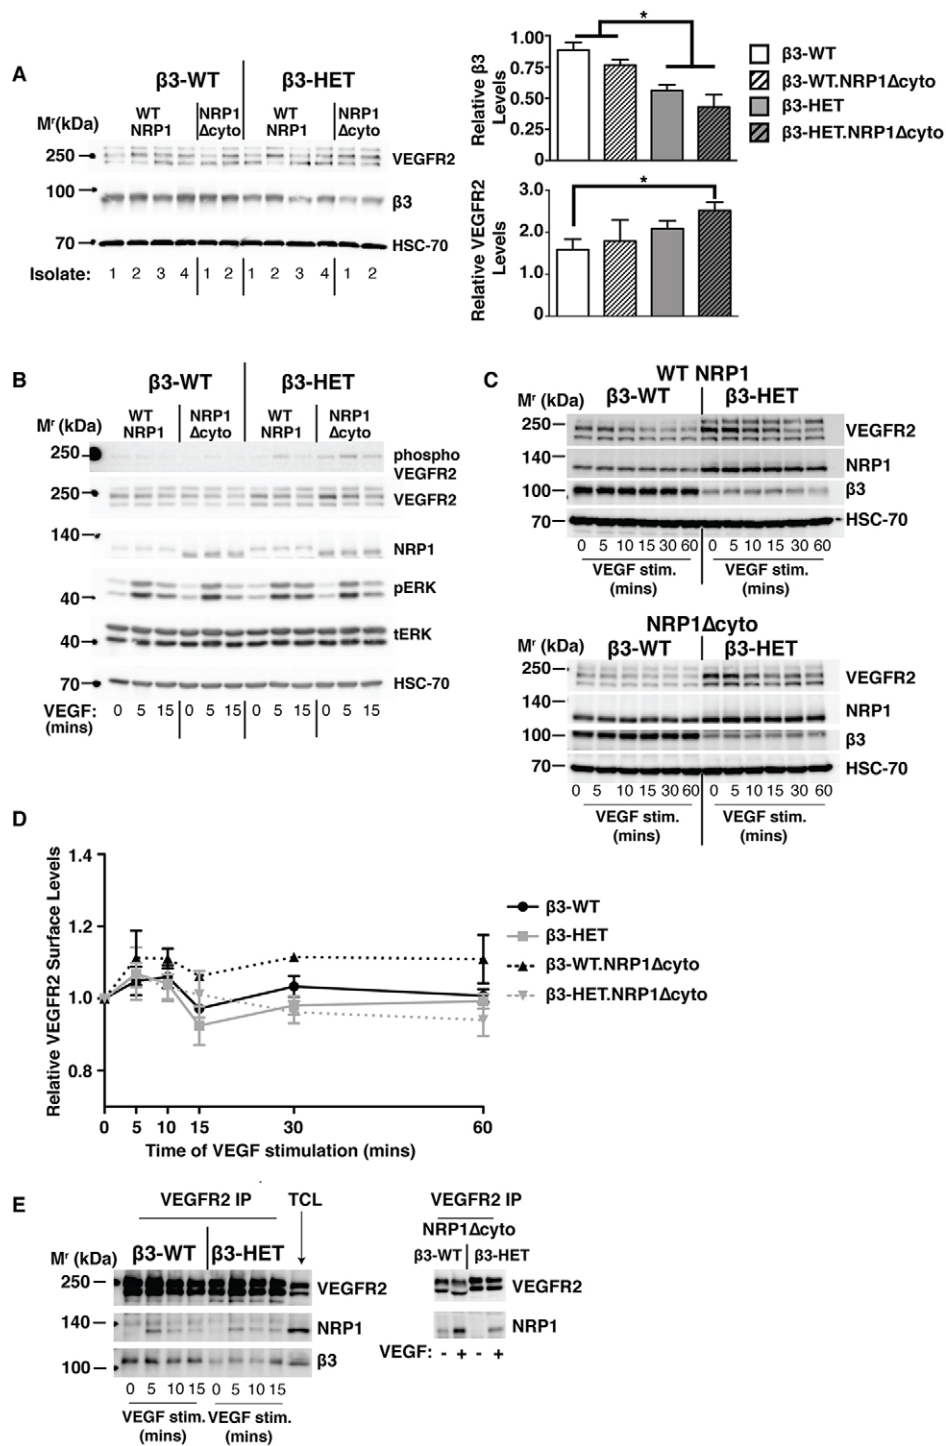 A
β3-WT
β3-HET
WT NRP1
NRP1 Δcyto
WT NRP1
NRP1 Δcyto
Mʳ(kDa)
250
VEGFR2
100
β3
70
HSC-70
Isolate: 1 2 3 4 1 2 1 2 3 4 1 2
Relative β3 Levels
1.00
0.75
0.50
0.25
0
*
Relative VEGFR2 Levels
3.0
2.0
1.0
0
*
β3-WT
β3-WT.NRP1Δcyto
β3-HET
β3-HET.NRP1Δcyto
B
β3-WT
β3-HET
WT NRP1
NRP1 Δcyto
WT NRP1
NRP1 Δcyto
Mʳ (kDa)
250
phospho VEGFR2
250
VEGFR2
140
NRP1
pERK
40
tERK
40
70
HSC-70
VEGF: 0 5 15 0 5 15 0 5 15 0 5 15
(mins)
C
WT NRP1
Mʳ (kDa)
β3-WT
β3-HET
250
VEGFR2
140
NRP1
100
β3
70
HSC-70
0 5 10 15 30 60 0 5 10 15 30 60
VEGF stim. (mins)
VEGF stim. (mins)
NRP1Δcyto
Mʳ (kDa)
β3-WT
β3-HET
250
VEGFR2
140
NRP1
100
β3
70
HSC-70
0 5 10 15 30 60 0 5 10 15 30 60
VEGF stim. (mins)
VEGF stim. (mins)
D
Relative VEGFR2 Surface Levels
1.4
1.2
1.0
0.8
0 5 10 15 30 60
Time of VEGF stimulation (mins)
β3-WT
β3-HET
β3-WT.NRP1Δcyto
β3-HET.NRP1Δcyto
E
VEGFR2 IP
TCL
Mʳ (kDa)
β3-WT
β3-HET
250
VEGFR2
140
NRP1
100
β3
0 5 10 15 0 5 10 15
VEGF stim. (mins)
VEGF stim. (mins)
VEGFR2 IP
NRP1Δcyto
β3-WT
β3-HET
VEGFR2
NRP1
VEGF: - + - +